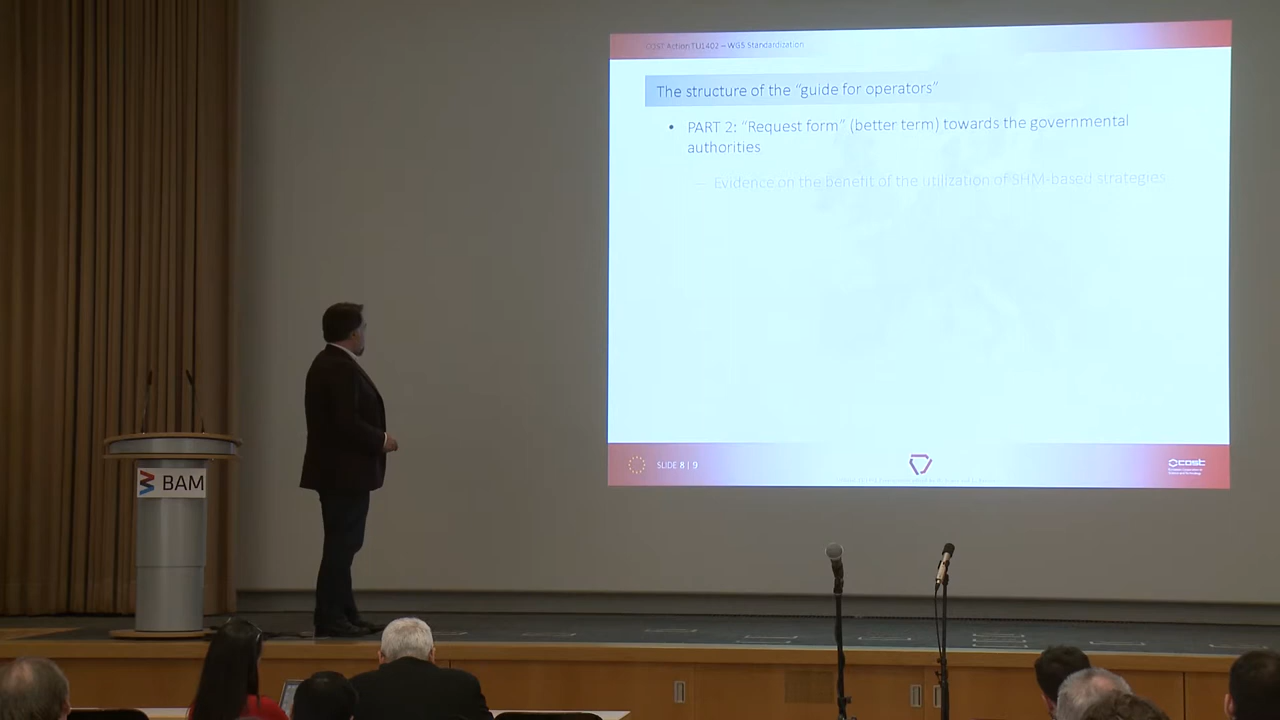 COST Action TU1402 – WG5 Standardization
The structure of the “guide for operators”
• PART 2: “Request form” (better term) towards the governmental
authorities
– Evidence on the benefit of the utilization of SHM-based strategies
SLIDE 8 | 9
cost
BAM